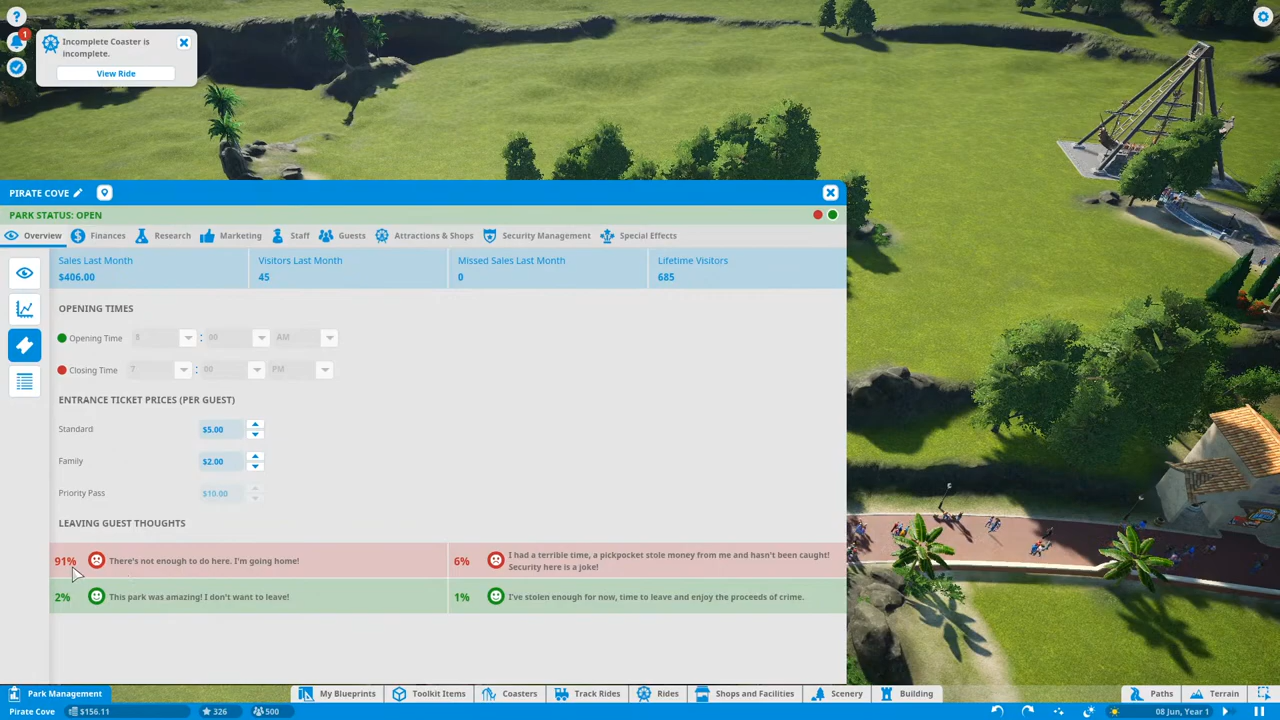 ?
1
Incomplete Coaster is
incomplete.
View Ride
PIRATE COVE
PARK STATUS: OPEN
Overview
Finances
Research
Marketing
Staff
Guests
Attractions & Shops
Security Management
Special Effects
Sales Last Month
$406.00
Visitors Last Month
45
Missed Sales Last Month
0
Lifetime Visitors
685
OPENING TIMES
Opening Time 8 : 00 AM
Closing Time 7 : 00 PM
ENTRANCE TICKET PRICES (PER GUEST)
Standard $5.00
Family $2.00
Priority Pass $10.00
LEAVING GUEST THOUGHTS
91% There's not enough to do here. I'm going home!
6% I had a terrible time, a pickpocket stole money from me and hasn't been caught!
Security here is a joke!
2% This park was amazing! I don't want to leave!
1% I've stolen enough for now, time to leave and enjoy the proceeds of crime.
Park Management
My Blueprints
Toolkit Items
Coasters
Track Rides
Rides
Shops and Facilities
Scenery
Building
Paths
Terrain
Pirate Cove
$156.11
326
500
08 Jun, Year 1